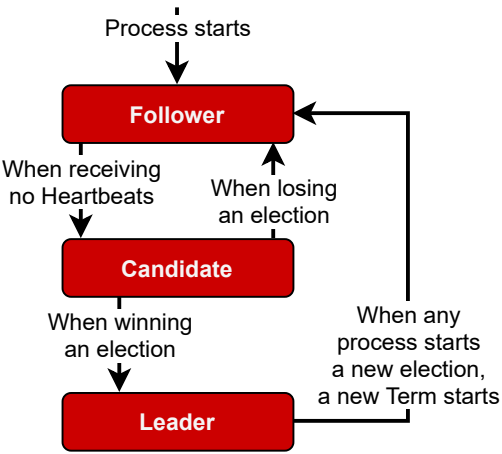 Process starts
Follower
When receiving
no Heartbeats
When losing
an election
Candidate
When winning
an election
When any
process starts
a new election,
a new Term starts
Leader